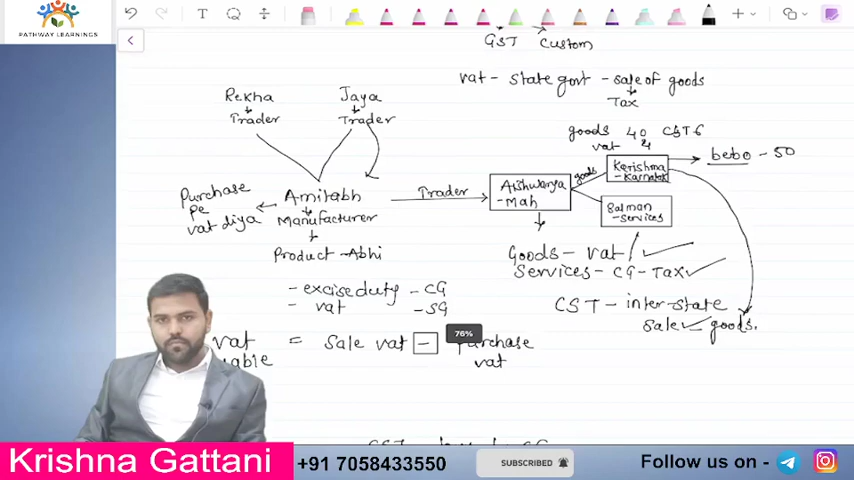 PATHWAY LEARNINGS
T
GST Custom
vat - state govt - sale of goods
Tax
Rekha
Trader
Jaya
Trader
goods 40 CST 6
vat 4
Kerishma
- Karnatak
bebo - 50
goods
Purchase
pe
vat diya
Amitabh
Manufacturer
Product - Abhi
Trader
Aishwarya
- Mah
Salman
- Services
Goods - vat
Services - CG - Tax
- excise duty - CG
- vat - SG
CST - inter-state
sale - goods.
vat
= Sale vat - purchase
vat
76%
Krishna Gattani
+91 7058433550
SUBSCRIBED
Follow us on -